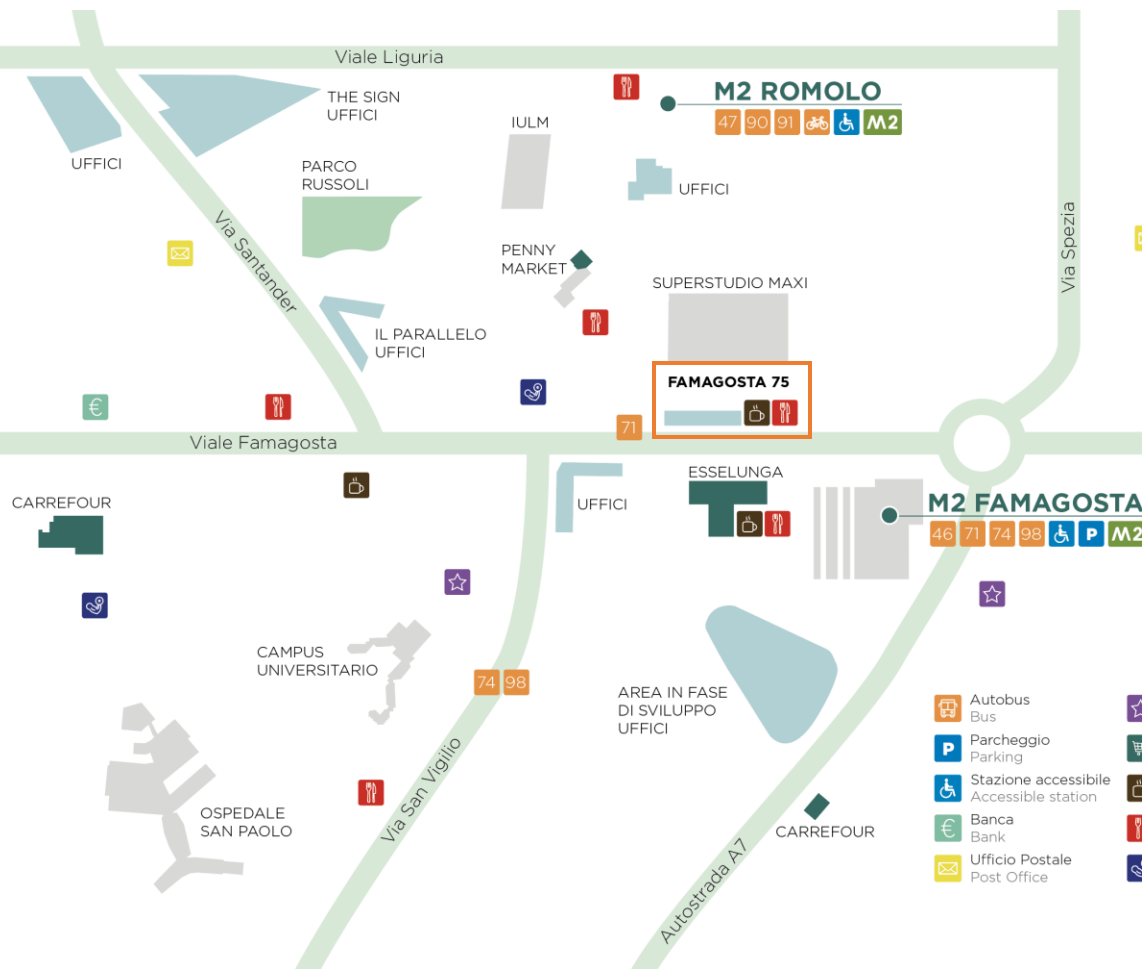 Viale Liguria
M2 ROMOLO
47 90 91 M2
THE SIGN
UFFICI
IULM
UFFICI
PARCO
RUSSOLI
UFFICI
Via Santander
Via Spezia
PENNY
MARKET
SUPERSTUDIO MAXI
IL PARALLELO
UFFICI
FAMAGOSTA 75
€
71
Viale Famagosta
ESSELUNGA
CARREFOUR
UFFICI
M2 FAMAGOSTA
46 71 74 98 P M2
CAMPUS
UNIVERSITARIO
74 98
AREA IN FASE
DI SVILUPPO
UFFICI
Via San Vigilio
OSPEDALE
SAN PAOLO
CARREFOUR
Autostrada A7
Autobus
Bus
P
Parcheggio
Parking
Stazione accessibile
Accessible station
€
Banca
Bank
Ufficio Postale
Post Office